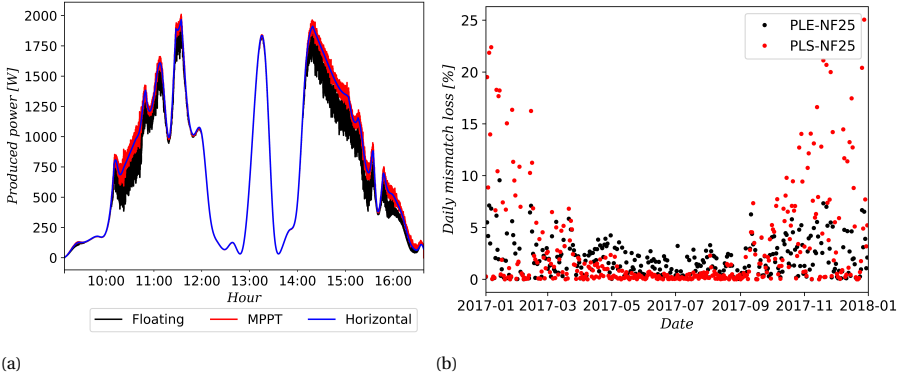 2000
1750
1500
1250
1000
750
500
250
0
Produced power [W]
10:00 11:00 12:00 13:00 14:00 15:00 16:00
Hour
Floating MPPT Horizontal
(a)
25
20
15
10
5
0
Daily mismatch loss [%]
PLE-NF25
PLS-NF25
2017-01 2017-03 2017-05 2017-07 2017-09 2017-11 2018-01
Date
(b)